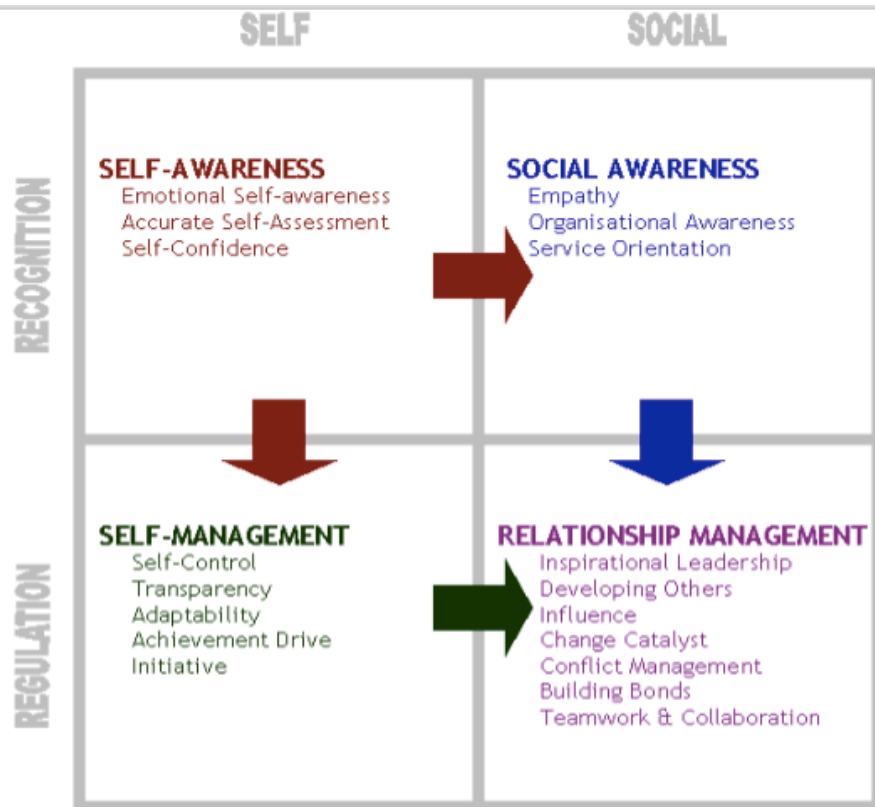 SELF
SOCIAL
RECOGNITION
SELF-AWARENESS
Emotional Self-awareness
Accurate Self-Assessment
Self-Confidence
SOCIAL AWARENESS
Empathy
Organisational Awareness
Service Orientation
REGULATION
SELF-MANAGEMENT
Self-Control
Transparency
Adaptability
Achievement Drive
Initiative
RELATIONSHIP MANAGEMENT
Inspirational Leadership
Developing Others
Influence
Change Catalyst
Conflict Management
Building Bonds
Teamwork & Collaboration